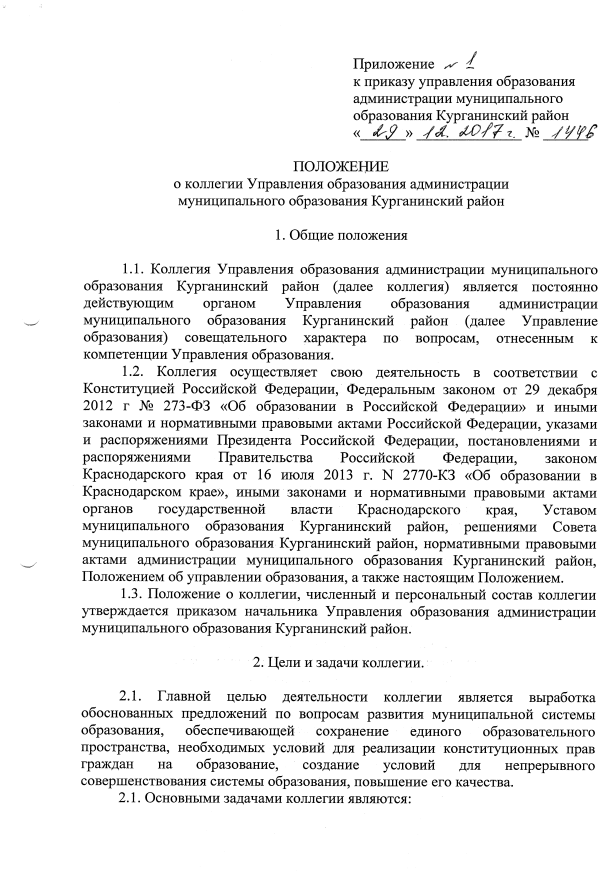 Приложение № 1
к приказу управления образования
администрации муниципального
образования Курганинский район
«29» 12. 2017 г. № 1446
ПОЛОЖЕНИЕ
о коллегии Управления образования администрации
муниципального образования Курганинский район
1. Общие положения
1.1. Коллегия Управления образования администрации муниципального
образования Курганинский район (далее коллегия) является постоянно
действующим органом Управления образования администрации
муниципального образования Курганинский район (далее Управление
образования) совещательного характера по вопросам, отнесенным к
компетенции Управления образования.
1.2. Коллегия осуществляет свою деятельность в соответствии с
Конституцией Российской Федерации, Федеральным законом от 29 декабря
2012 г № 273-ФЗ «Об образовании в Российской Федерации» и иными
законами и нормативными правовыми актами Российской Федерации, указами
и распоряжениями Президента Российской Федерации, постановлениями и
распоряжениями Правительства Российской Федерации, законом
Краснодарского края от 16 июля 2013 г. N 2770-КЗ «Об образовании в
Краснодарском крае», иными законами и нормативными правовыми актами
органов государственной власти Краснодарского края, Уставом
муниципального образования Курганинский район, решениями Совета
муниципального образования Курганинский район, нормативными правовыми
актами администрации муниципального образования Курганинский район,
Положением об управлении образования, а также настоящим Положением.
1.3. Положение о коллегии, численный и персональный состав коллегии
утверждается приказом начальника Управления образования администрации
муниципального образования Курганинский район.
2. Цели и задачи коллегии.
2.1. Главной целью деятельности коллегии является выработка
обоснованных предложений по вопросам развития муниципальной системы
образования, обеспечивающей сохранение единого образовательного
пространства, необходимых условий для реализации конституционных прав
граждан на образование, создание условий для непрерывного
совершенствования системы образования, повышение его качества.
2.1. Основными задачами коллегии являются: